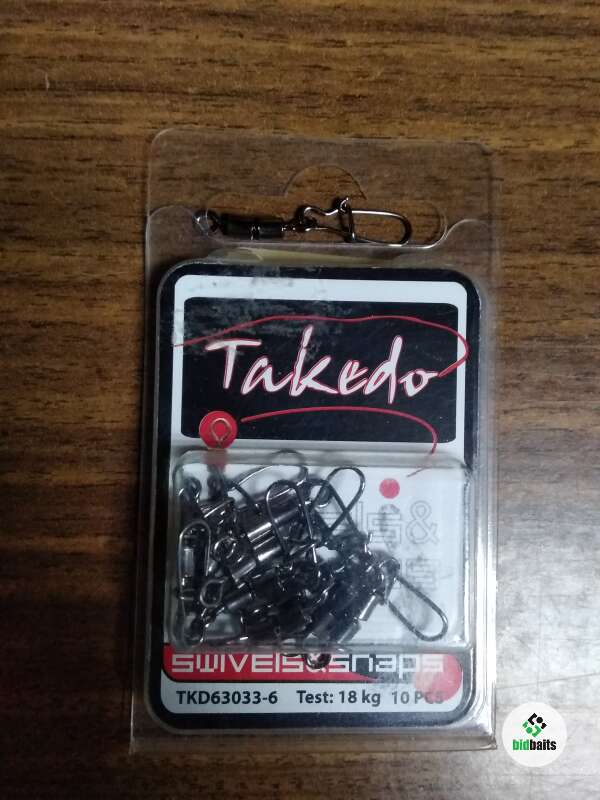 Takedo
&
swivels&snaps
TKD63033-6 Test: 18 kg 10 PCS
bidbaits